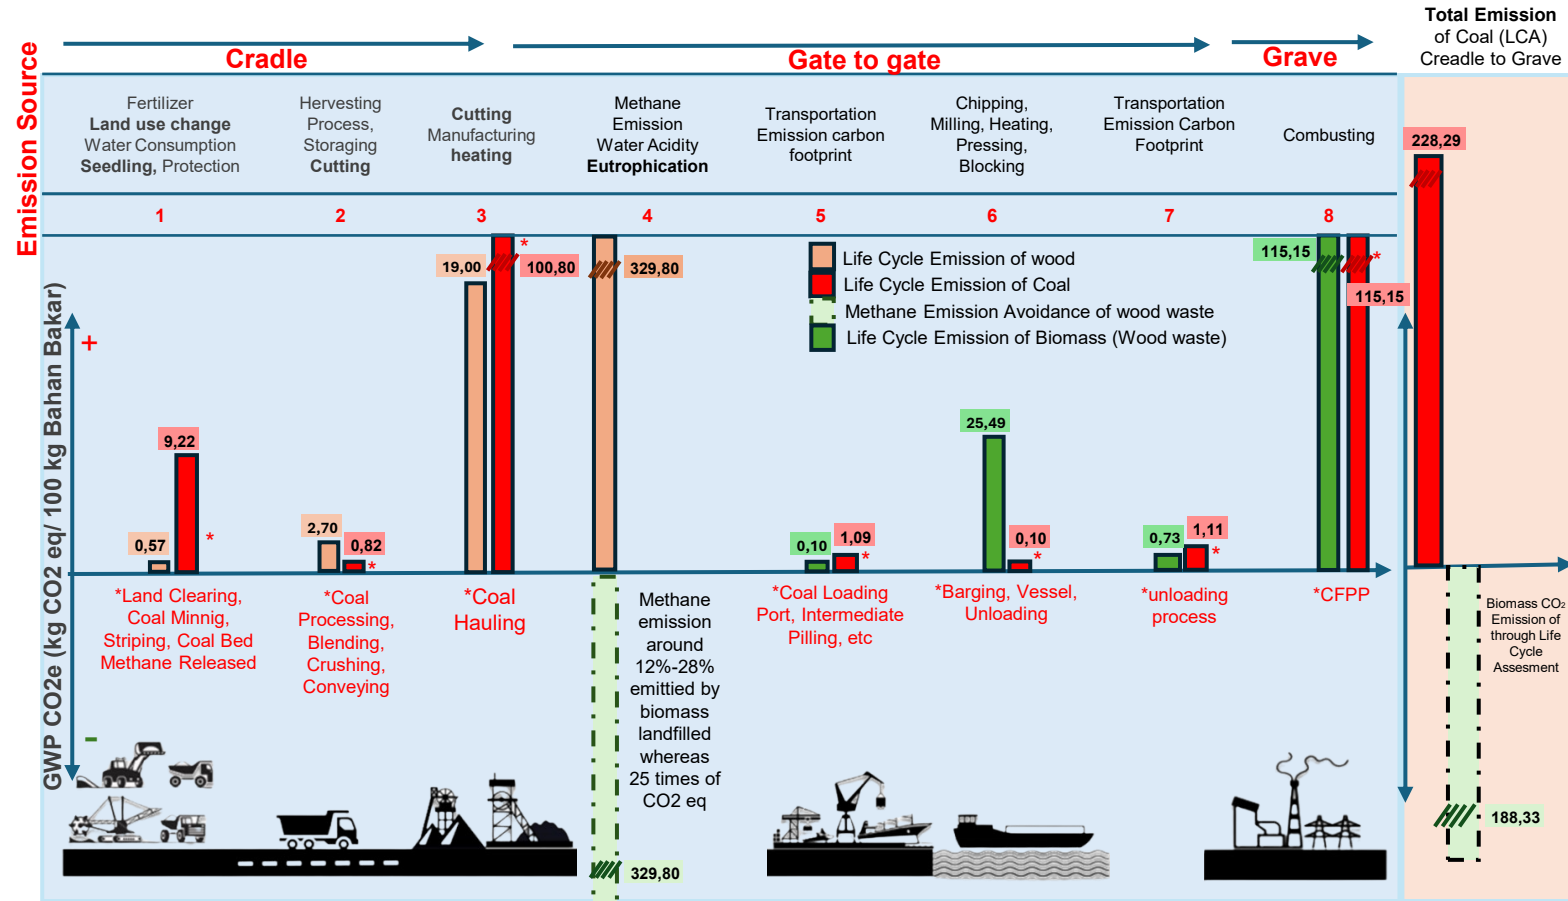 Total Emission
of Coal (LCA)
Creadle to Grave
Emission Source
Cradle
Gate to gate
Grave
Fertilizer
Land use change
Water Consumption
Seedling, Protection
Hervesting
Process,
Storaging
Cutting
Cutting
Manufacturing
heating
Methane
Emission
Water Acidity
Eutrophication
Transportation
Emission carbon
footprint
Chipping,
Milling, Heating,
Pressing,
Blocking
Transportation
Emission Carbon
Footprint
Combusting
1
2
3
4
5
6
7
8
228,29
GWP CO2e (kg CO2 eq/ 100 kg Bahan Bakar)
+
-
Life Cycle Emission of wood
Life Cycle Emission of Coal
Methane Emission Avoidance of wood waste
Life Cycle Emission of Biomass (Wood waste)
0,57
9,22
*
2,70
0,82
*
19,00
*
100,80
329,80
0,10
1,09
*
25,49
0,10
*
0,73
1,11
*
115,15
*
115,15
*Land Clearing,
Coal Minnig,
Striping, Coal Bed
Methane Released
*Coal
Processing,
Blending,
Crushing,
Conveying
*Coal
Hauling
Methane
emission
around
12%-28%
emittied by
biomass
landfilled
whereas
25 times of
CO2 eq
329,80
*Coal Loading
Port, Intermediate
Pilling, etc
*Barging, Vessel,
Unloading
*unloading
process
*CFPP
Biomass CO₂
Emission of
through Life
Cycle
Assesment
188,33